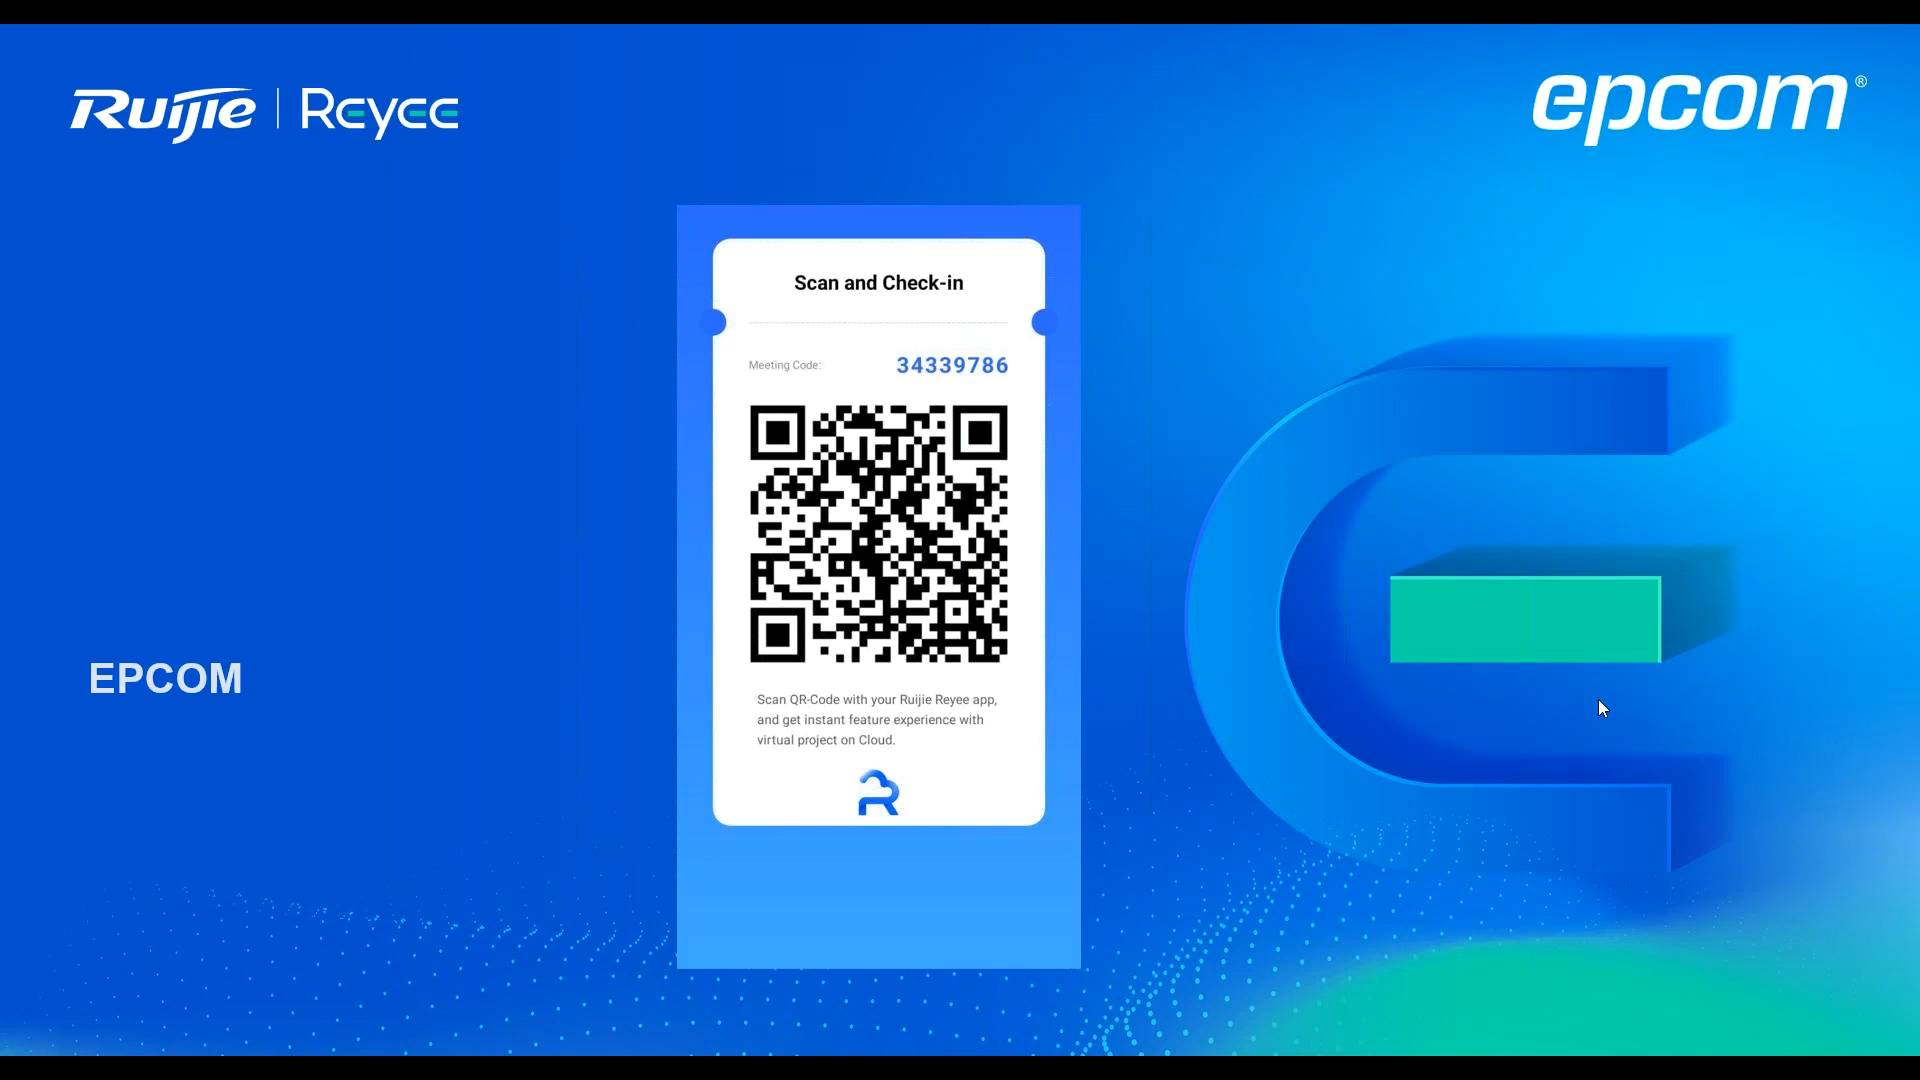 Ruijie | Reyee
epcom®
Scan and Check-in
Meeting Code: 34339786
Scan QR-Code with your Ruijie Reyee app,
and get instant feature experience with
virtual project on Cloud.
EPCOM